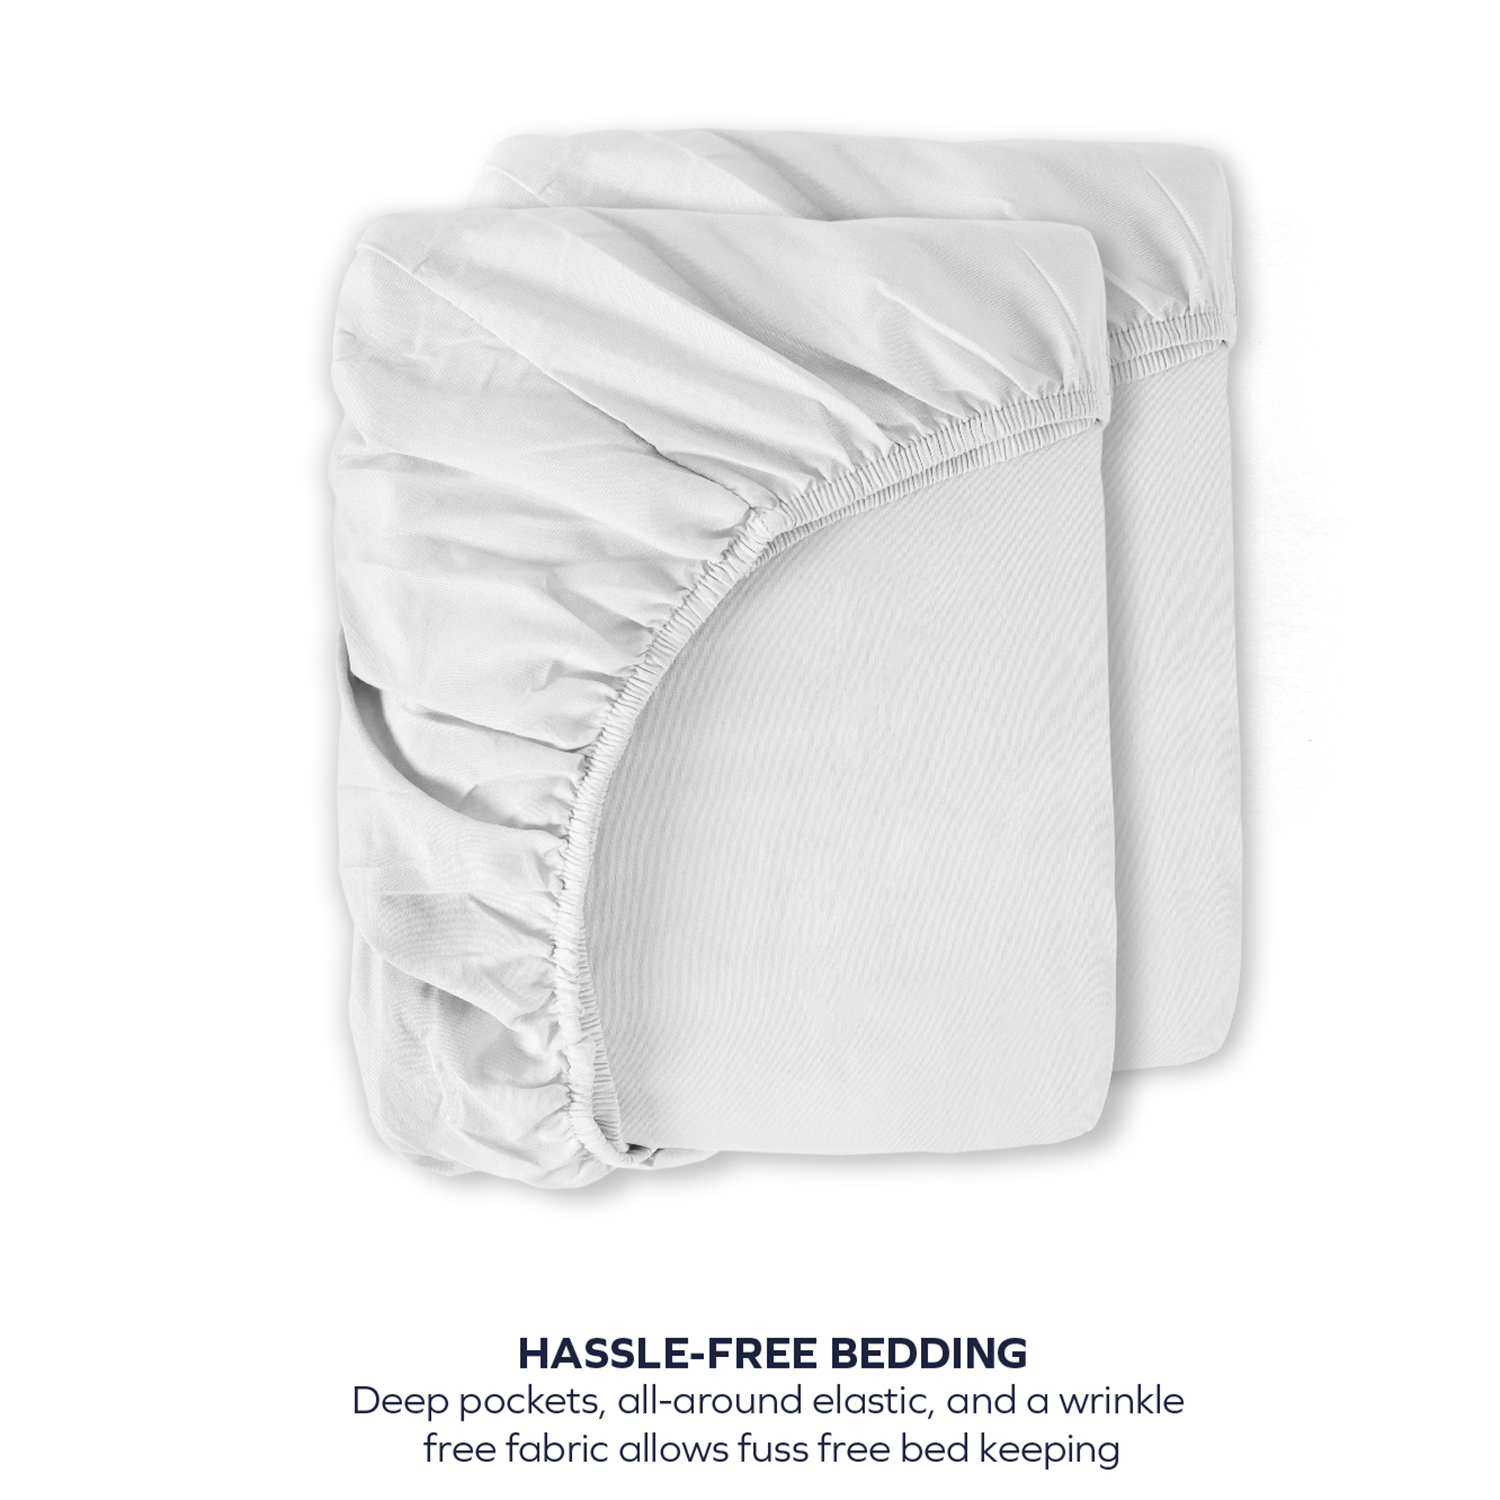 HASSLE-FREE BEDDING
Deep pockets, all-around elastic, and a wrinkle
free fabric allows fuss free bed keeping